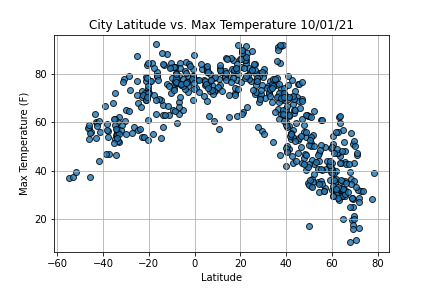 City Latitude vs. Max Temperature 10/01/21
Max Temperature (F)
80
60
40
20
−60 −40 −20 0 20 40 60 80
Latitude